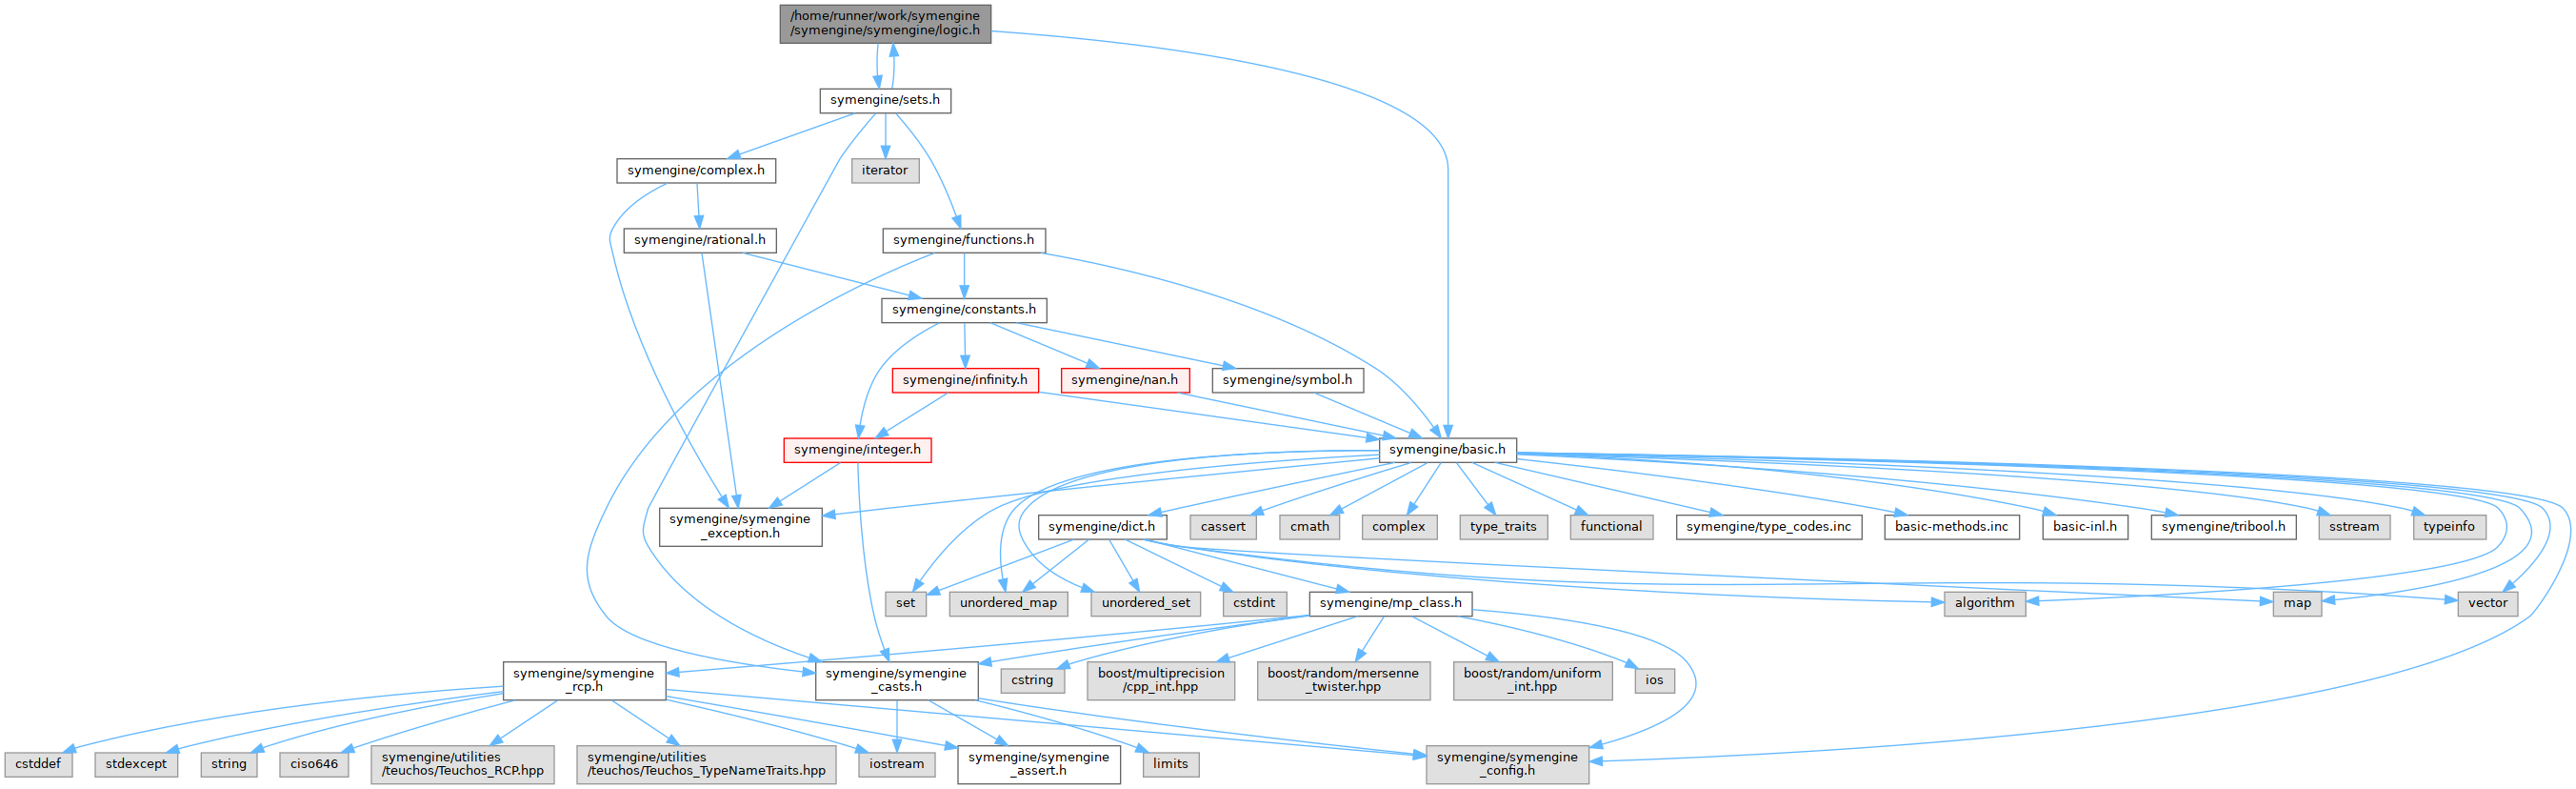 /home/runner/work/symengine
/symengine/symengine/logic.h
symengine/sets.h
symengine/complex.h
iterator
symengine/rational.h
symengine/functions.h
symengine/constants.h
symengine/infinity.h
symengine/nan.h
symengine/symbol.h
symengine/integer.h
symengine/basic.h
symengine/symengine
_exception.h
symengine/dict.h
cassert
cmath
complex
type_traits
functional
symengine/type_codes.inc
basic-methods.inc
basic-inl.h
symengine/tribool.h
sstream
typeinfo
set
unordered_map
unordered_set
cstdint
symengine/mp_class.h
algorithm
map
vector
symengine/symengine
_rcp.h
symengine/symengine
_casts.h
cstring
boost/multiprecision
/cpp_int.hpp
boost/random/mersenne
_twister.hpp
boost/random/uniform
_int.hpp
ios
cstddef
stdexcept
string
ciso646
symengine/utilities
/teuchos/Teuchos_RCP.hpp
symengine/utilities
/teuchos/Teuchos_TypeNameTraits.hpp
iostream
symengine/symengine
_assert.h
limits
symengine/symengine
_config.h